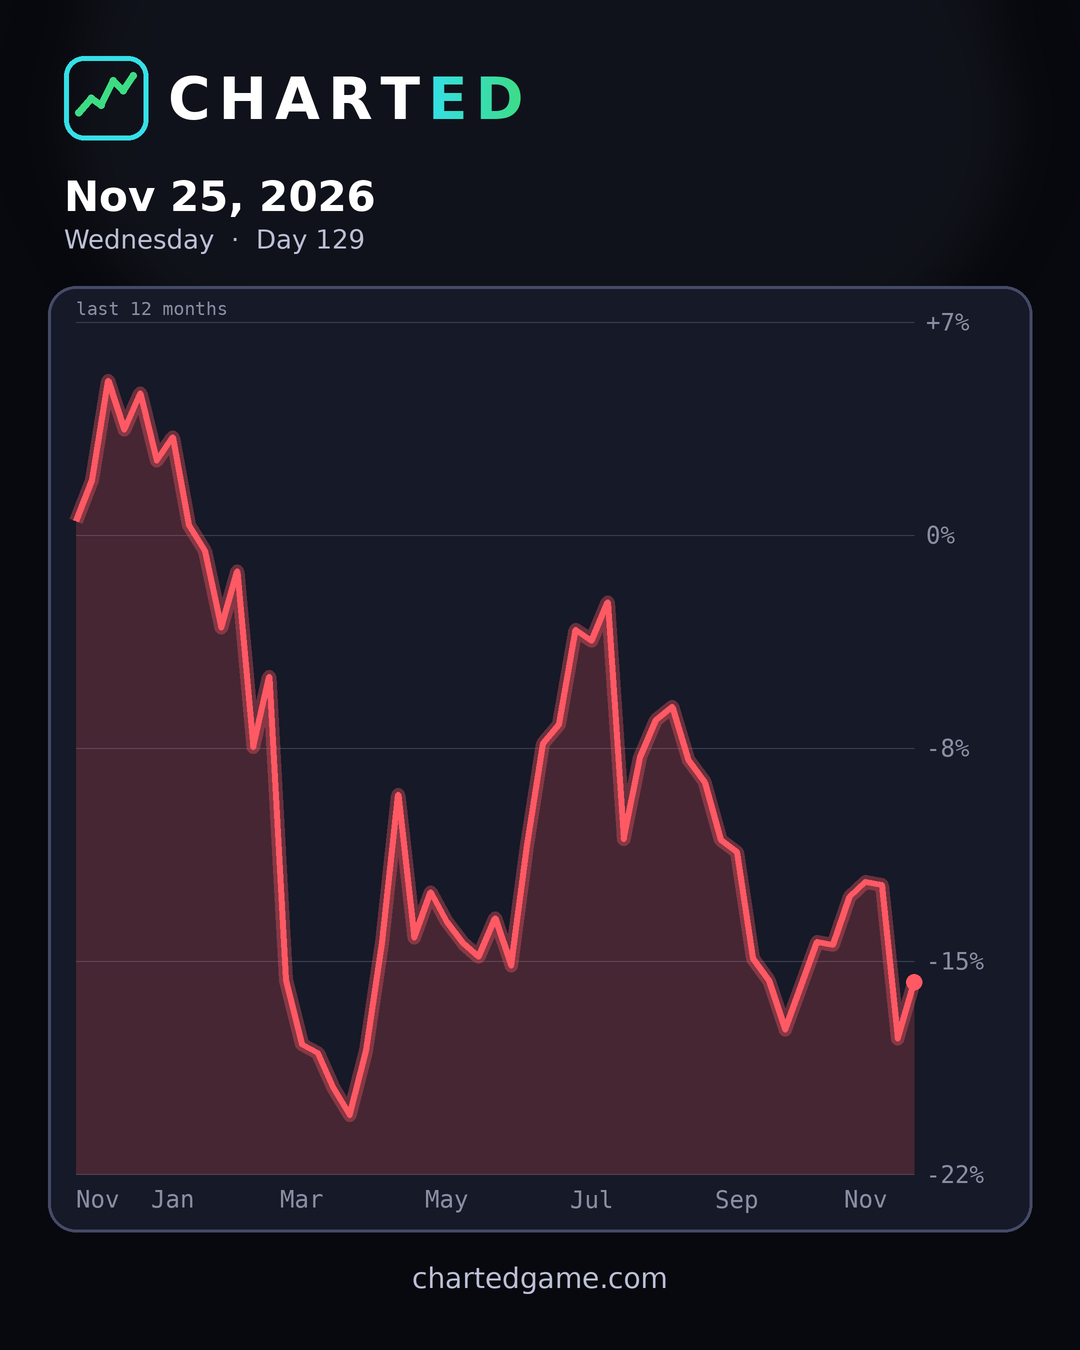 CHARTED
Nov 25, 2026
Wednesday · Day 129
last 12 months
+7%
0%
-8%
-15%
-22%
Nov Jan Mar May Jul Sep Nov
chartedgame.com